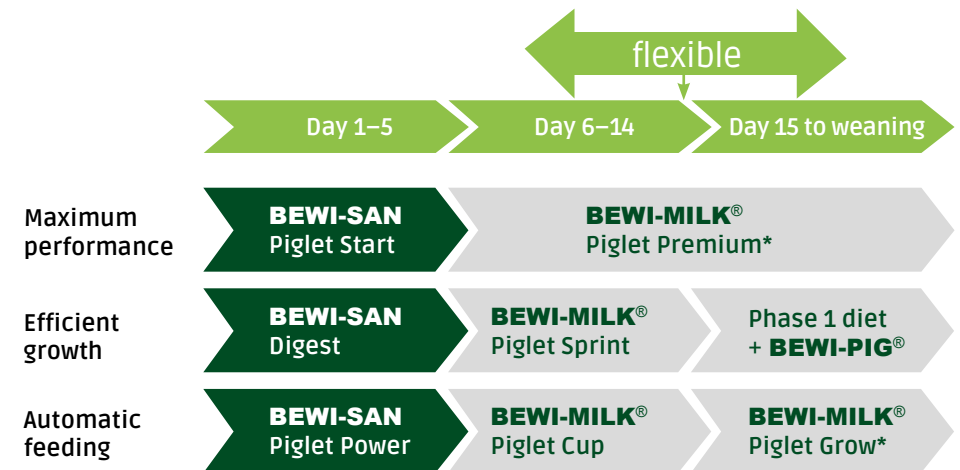 flexible
Day 1–5
Day 6–14
Day 15 to weaning
Maximum
performance
BEWI-SAN
Piglet Start
BEWI-MILK®
Piglet Premium*
Efficient
growth
BEWI-SAN
Digest
BEWI-MILK®
Piglet Sprint
Phase 1 diet
+ BEWI-PIG®
Automatic
feeding
BEWI-SAN
Piglet Power
BEWI-MILK®
Piglet Cup
BEWI-MILK®
Piglet Grow*